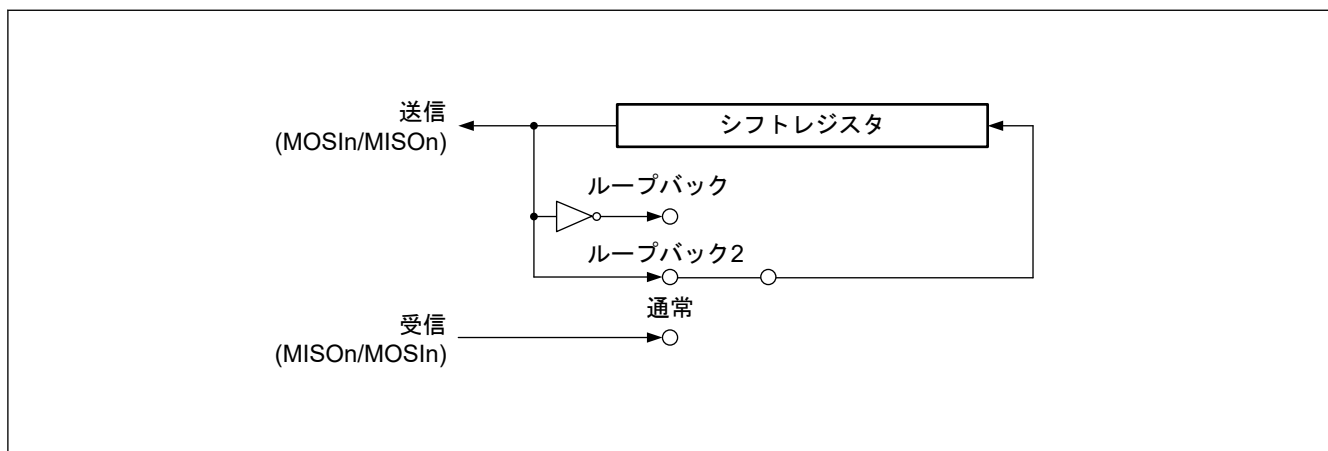 送信
(MOSIn/MISOn)
シフトレジスタ
ループバック
ループバック2
通常
受信
(MISOn/MOSIn)